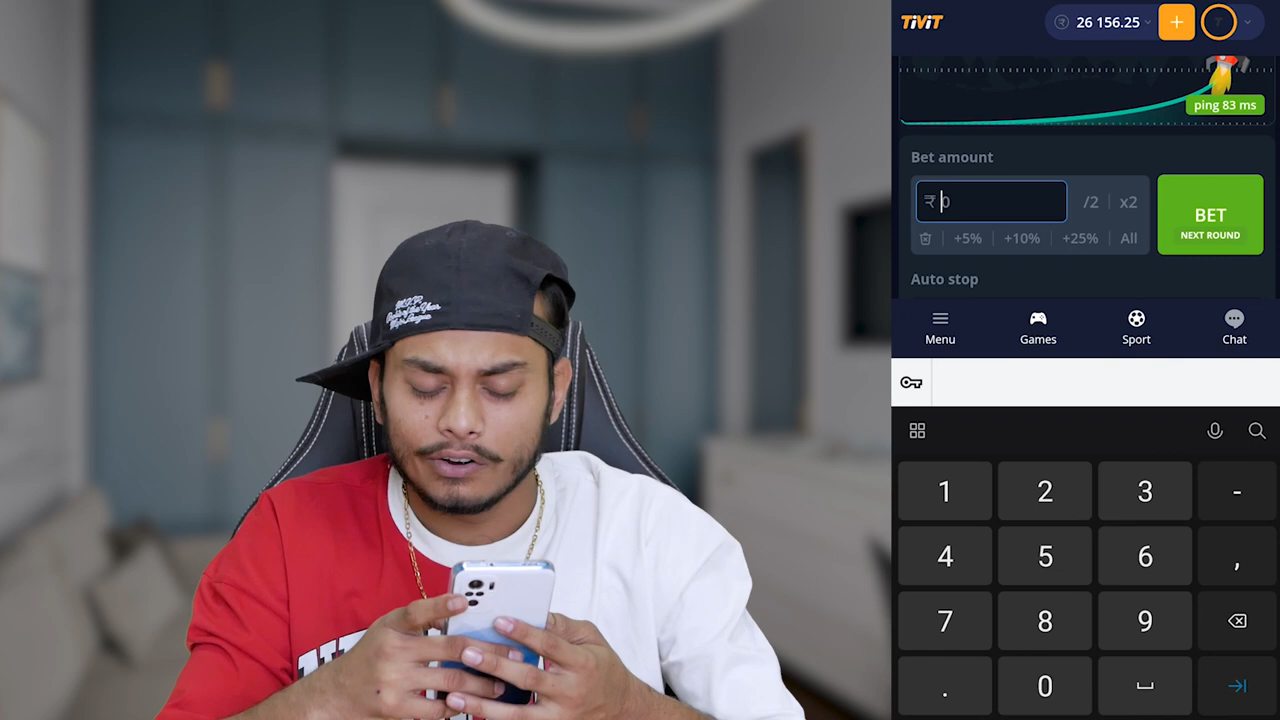 TiViT
₹ 26 156.25
ping 83 ms
Bet amount
₹ 0
/2 x2
BET
NEXT ROUND
+5% +10% +25% All
Auto stop
Menu Games Sport Chat
1 2 3 -
4 5 6 ,
7 8 9
. 0